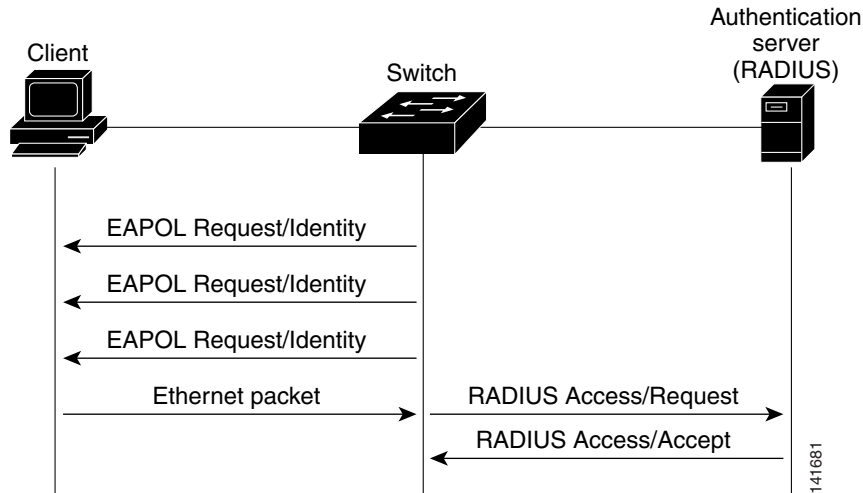 Client
Switch
Authentication
server
(RADIUS)
EAPOL Request/Identity
EAPOL Request/Identity
EAPOL Request/Identity
Ethernet packet
RADIUS Access/Request
RADIUS Access/Accept
141681